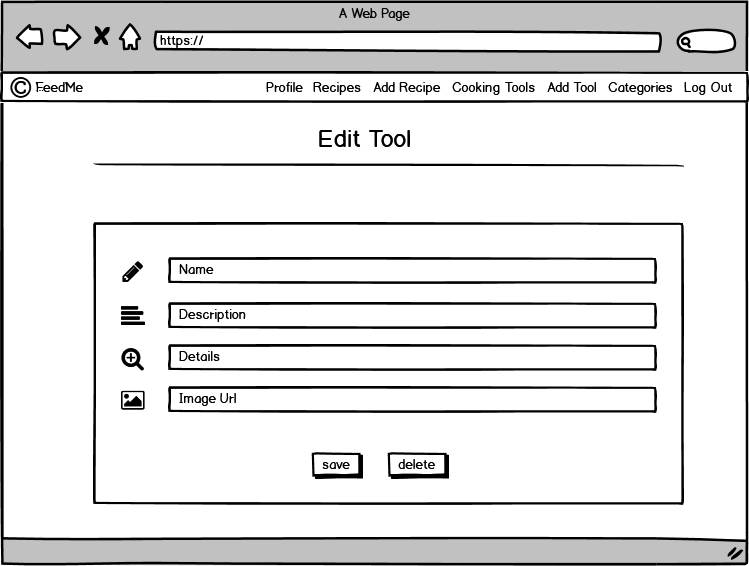 A Web Page
https://
© FeedMe Profile Recipes Add Recipe Cooking Tools Add Tool Categories Log Out
Edit Tool
Name
Description
Details
Image Url
save delete